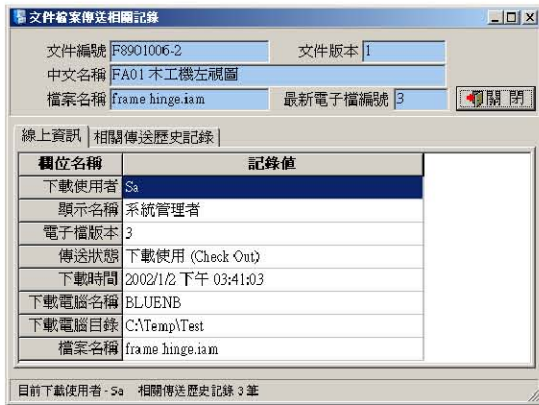 文件檔案傳送相關記錄
文件編號 F8901006-2 文件版本 1
中文名稱 FA01 木工機左視圖
檔案名稱 frame hinge.iam 最新電子檔編號 3 關 閉
線上資訊 相關傳送歷史記錄
欄位名稱 記錄值
下載使用者 Sa
顯示名稱 系統管理者
電子檔版本 3
傳送狀態 下載使用 (Check Out)
下載時間 2002/1/2 下午 03:41:03
下載電腦名稱 BLUENB
下載電腦目錄 C:\Temp\Test
檔案名稱 frame hinge.iam
目前下載使用者 - Sa 相關傳送歷史記錄 3 筆